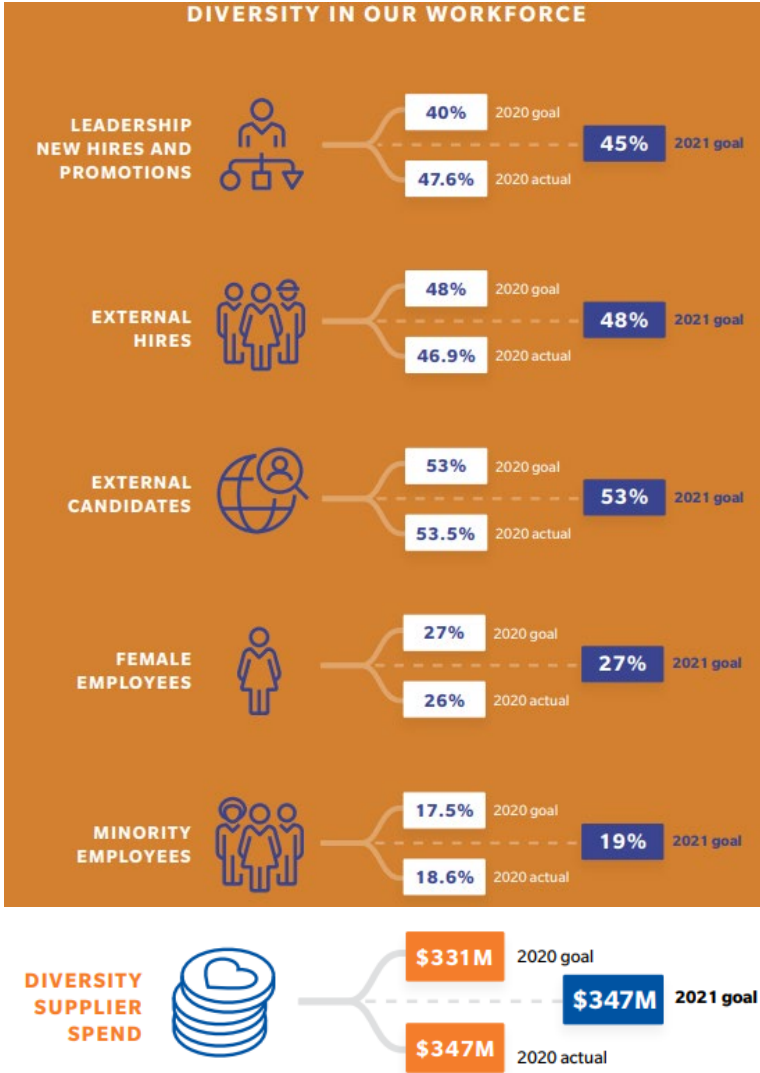 DIVERSITY IN OUR WORKFORCE
LEADERSHIP
NEW HIRES AND
PROMOTIONS
40% 2020 goal
45% 2021 goal
47.6% 2020 actual
EXTERNAL
HIRES
48% 2020 goal
48% 2021 goal
46.9% 2020 actual
EXTERNAL
CANDIDATES
53% 2020 goal
53% 2021 goal
53.5% 2020 actual
FEMALE
EMPLOYEES
27% 2020 goal
27% 2021 goal
26% 2020 actual
MINORITY
EMPLOYEES
17.5% 2020 goal
19% 2021 goal
18.6% 2020 actual
DIVERSITY
SUPPLIER
SPEND
$331M 2020 goal
$347M 2021 goal
$347M 2020 actual